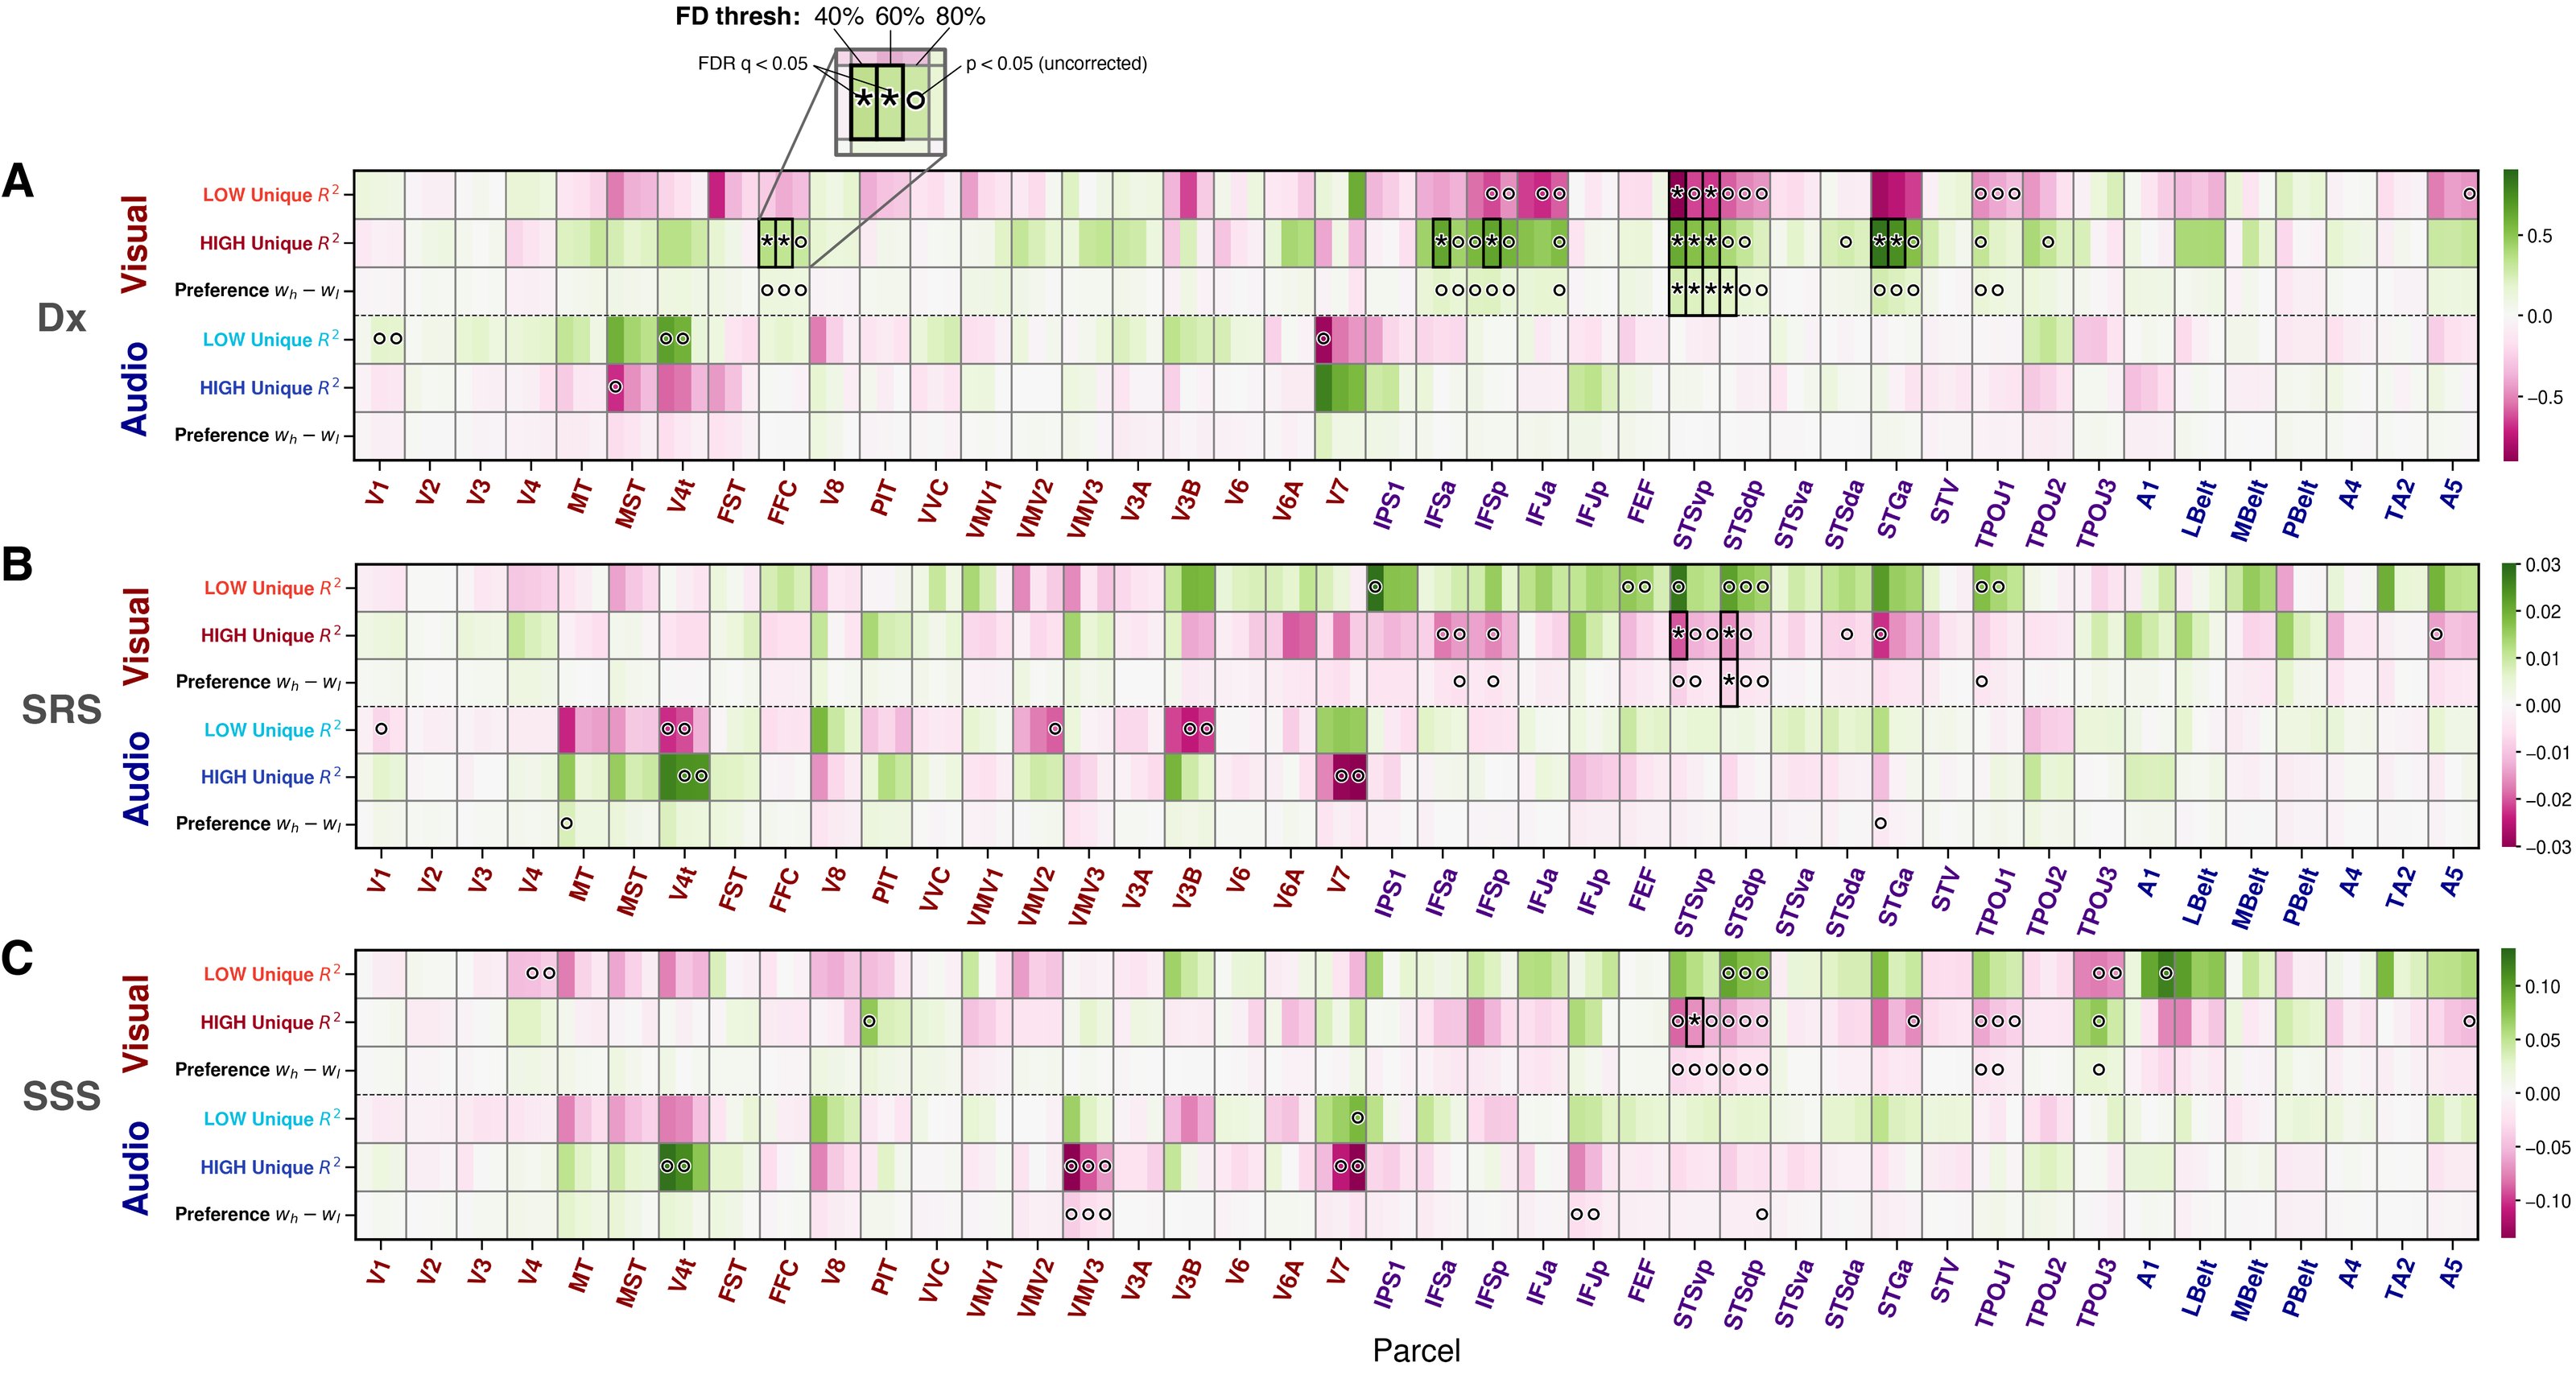 FD thresh: 40% 60% 80%
FDR q < 0.05
p < 0.05 (uncorrected)
* * o
A
Dx
Visual
LOW Unique R²
HIGH Unique R²
Preference wₕ − wₗ
Audio
LOW Unique R²
HIGH Unique R²
Preference wₕ − wₗ
0.5
0.0
−0.5
V1 V2 V3 V4 MT MST V4t FST FFC V8 PIT VVC VMV1 VMV2 VMV3 V3A V3B V6 V6A V7 IPS1 IFSa IFSp IFJa IFJp FEF STSvp STSdp STSva STSda STGa STV TPOJ1 TPOJ2 TPOJ3 A1 LBelt MBelt PBelt A4 TA2 A5
B
SRS
Visual
LOW Unique R²
HIGH Unique R²
Preference wₕ − wₗ
Audio
LOW Unique R²
HIGH Unique R²
Preference wₕ − wₗ
0.03
0.02
0.01
0.00
−0.01
−0.02
−0.03
V1 V2 V3 V4 MT MST V4t FST FFC V8 PIT VVC VMV1 VMV2 VMV3 V3A V3B V6 V6A V7 IPS1 IFSa IFSp IFJa IFJp FEF STSvp STSdp STSva STSda STGa STV TPOJ1 TPOJ2 TPOJ3 A1 LBelt MBelt PBelt A4 TA2 A5
C
SSS
Visual
LOW Unique R²
HIGH Unique R²
Preference wₕ − wₗ
Audio
LOW Unique R²
HIGH Unique R²
Preference wₕ − wₗ
0.10
0.05
0.00
−0.05
−0.10
V1 V2 V3 V4 MT MST V4t FST FFC V8 PIT VVC VMV1 VMV2 VMV3 V3A V3B V6 V6A V7 IPS1 IFSa IFSp IFJa IFJp FEF STSvp STSdp STSva STSda STGa STV TPOJ1 TPOJ2 TPOJ3 A1 LBelt MBelt PBelt A4 TA2 A5
Parcel